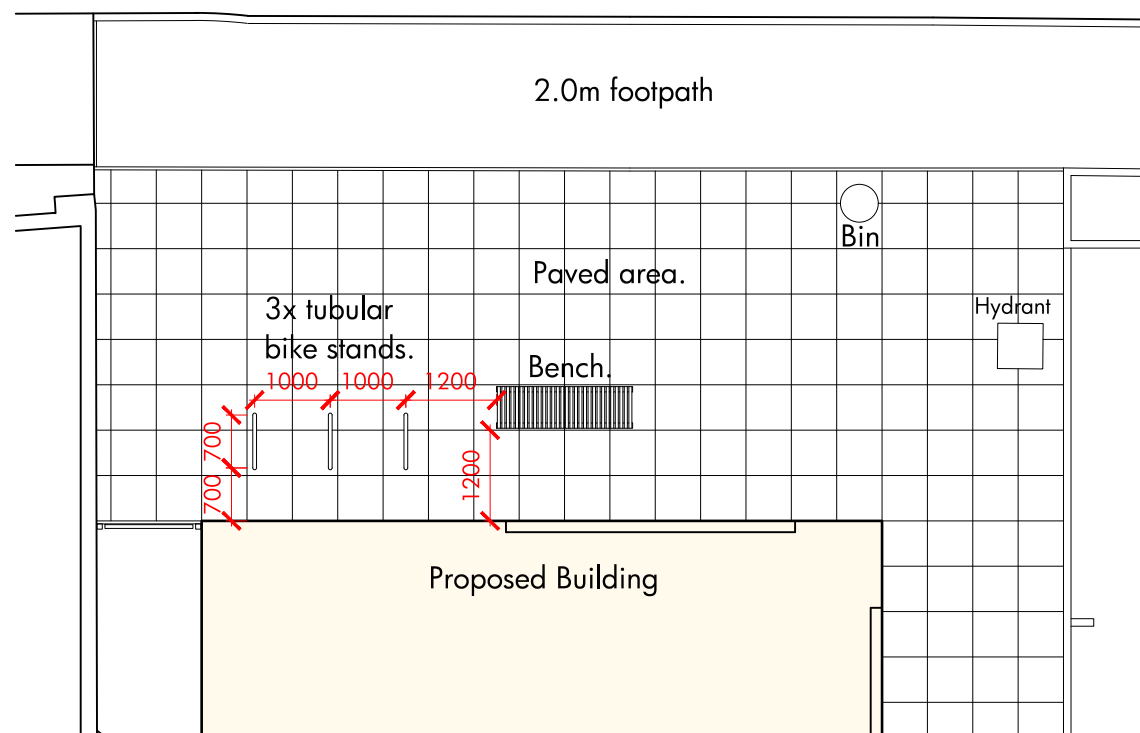 2.0m footpath
Bin
Paved area.
Hydrant
3x tubular
bike stands.
Bench.
1000
1000
1200
700
700
1200
Proposed Building